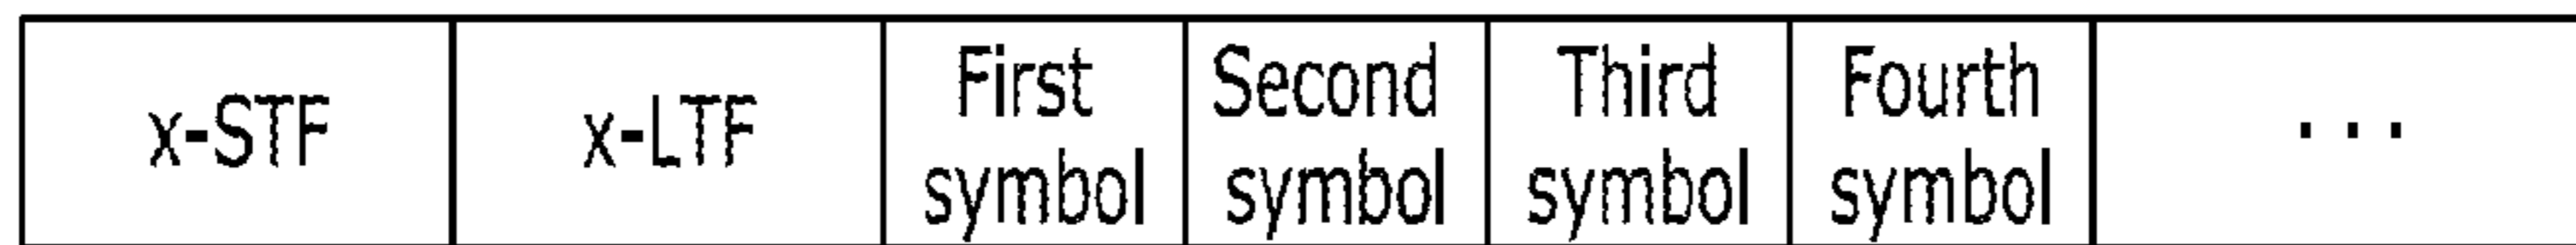 x-STF
x-LTF
First
symbol
Second
symbol
Third
symbol
Fourth
symbol
...